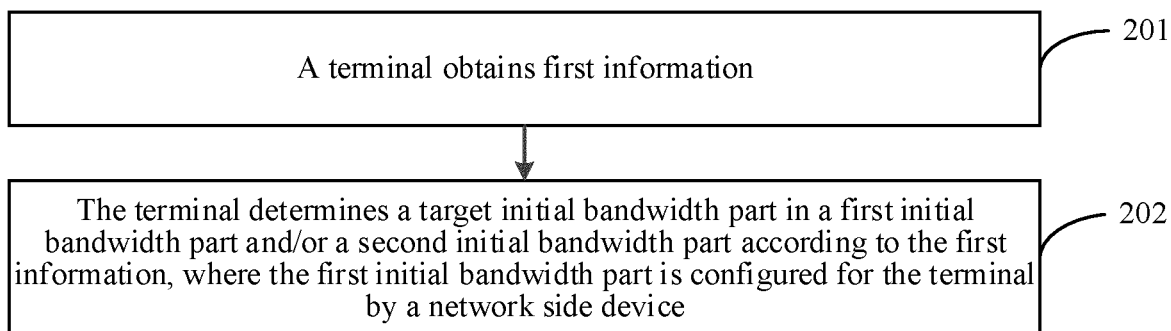 A terminal obtains first information
201
The terminal determines a target initial bandwidth part in a first initial
bandwidth part and/or a second initial bandwidth part according to the first
information, where the first initial bandwidth part is configured for the terminal
by a network side device
202